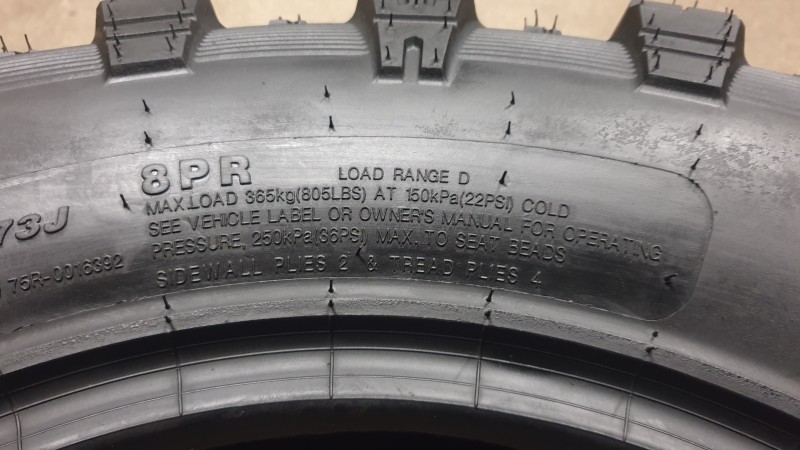 8PR LOAD RANGE D
MAX.LOAD 365kg(805LBS) AT 150kPa(22PSI) COLD
SEE VEHICLE LABEL OR OWNER'S MANUAL FOR OPERATING
PRESSURE, 250kPa(36PSI) MAX. TO SEAT BEADS
SIDEWALL PLIES 2 & TREAD PLIES 4
73J
75R-0016392